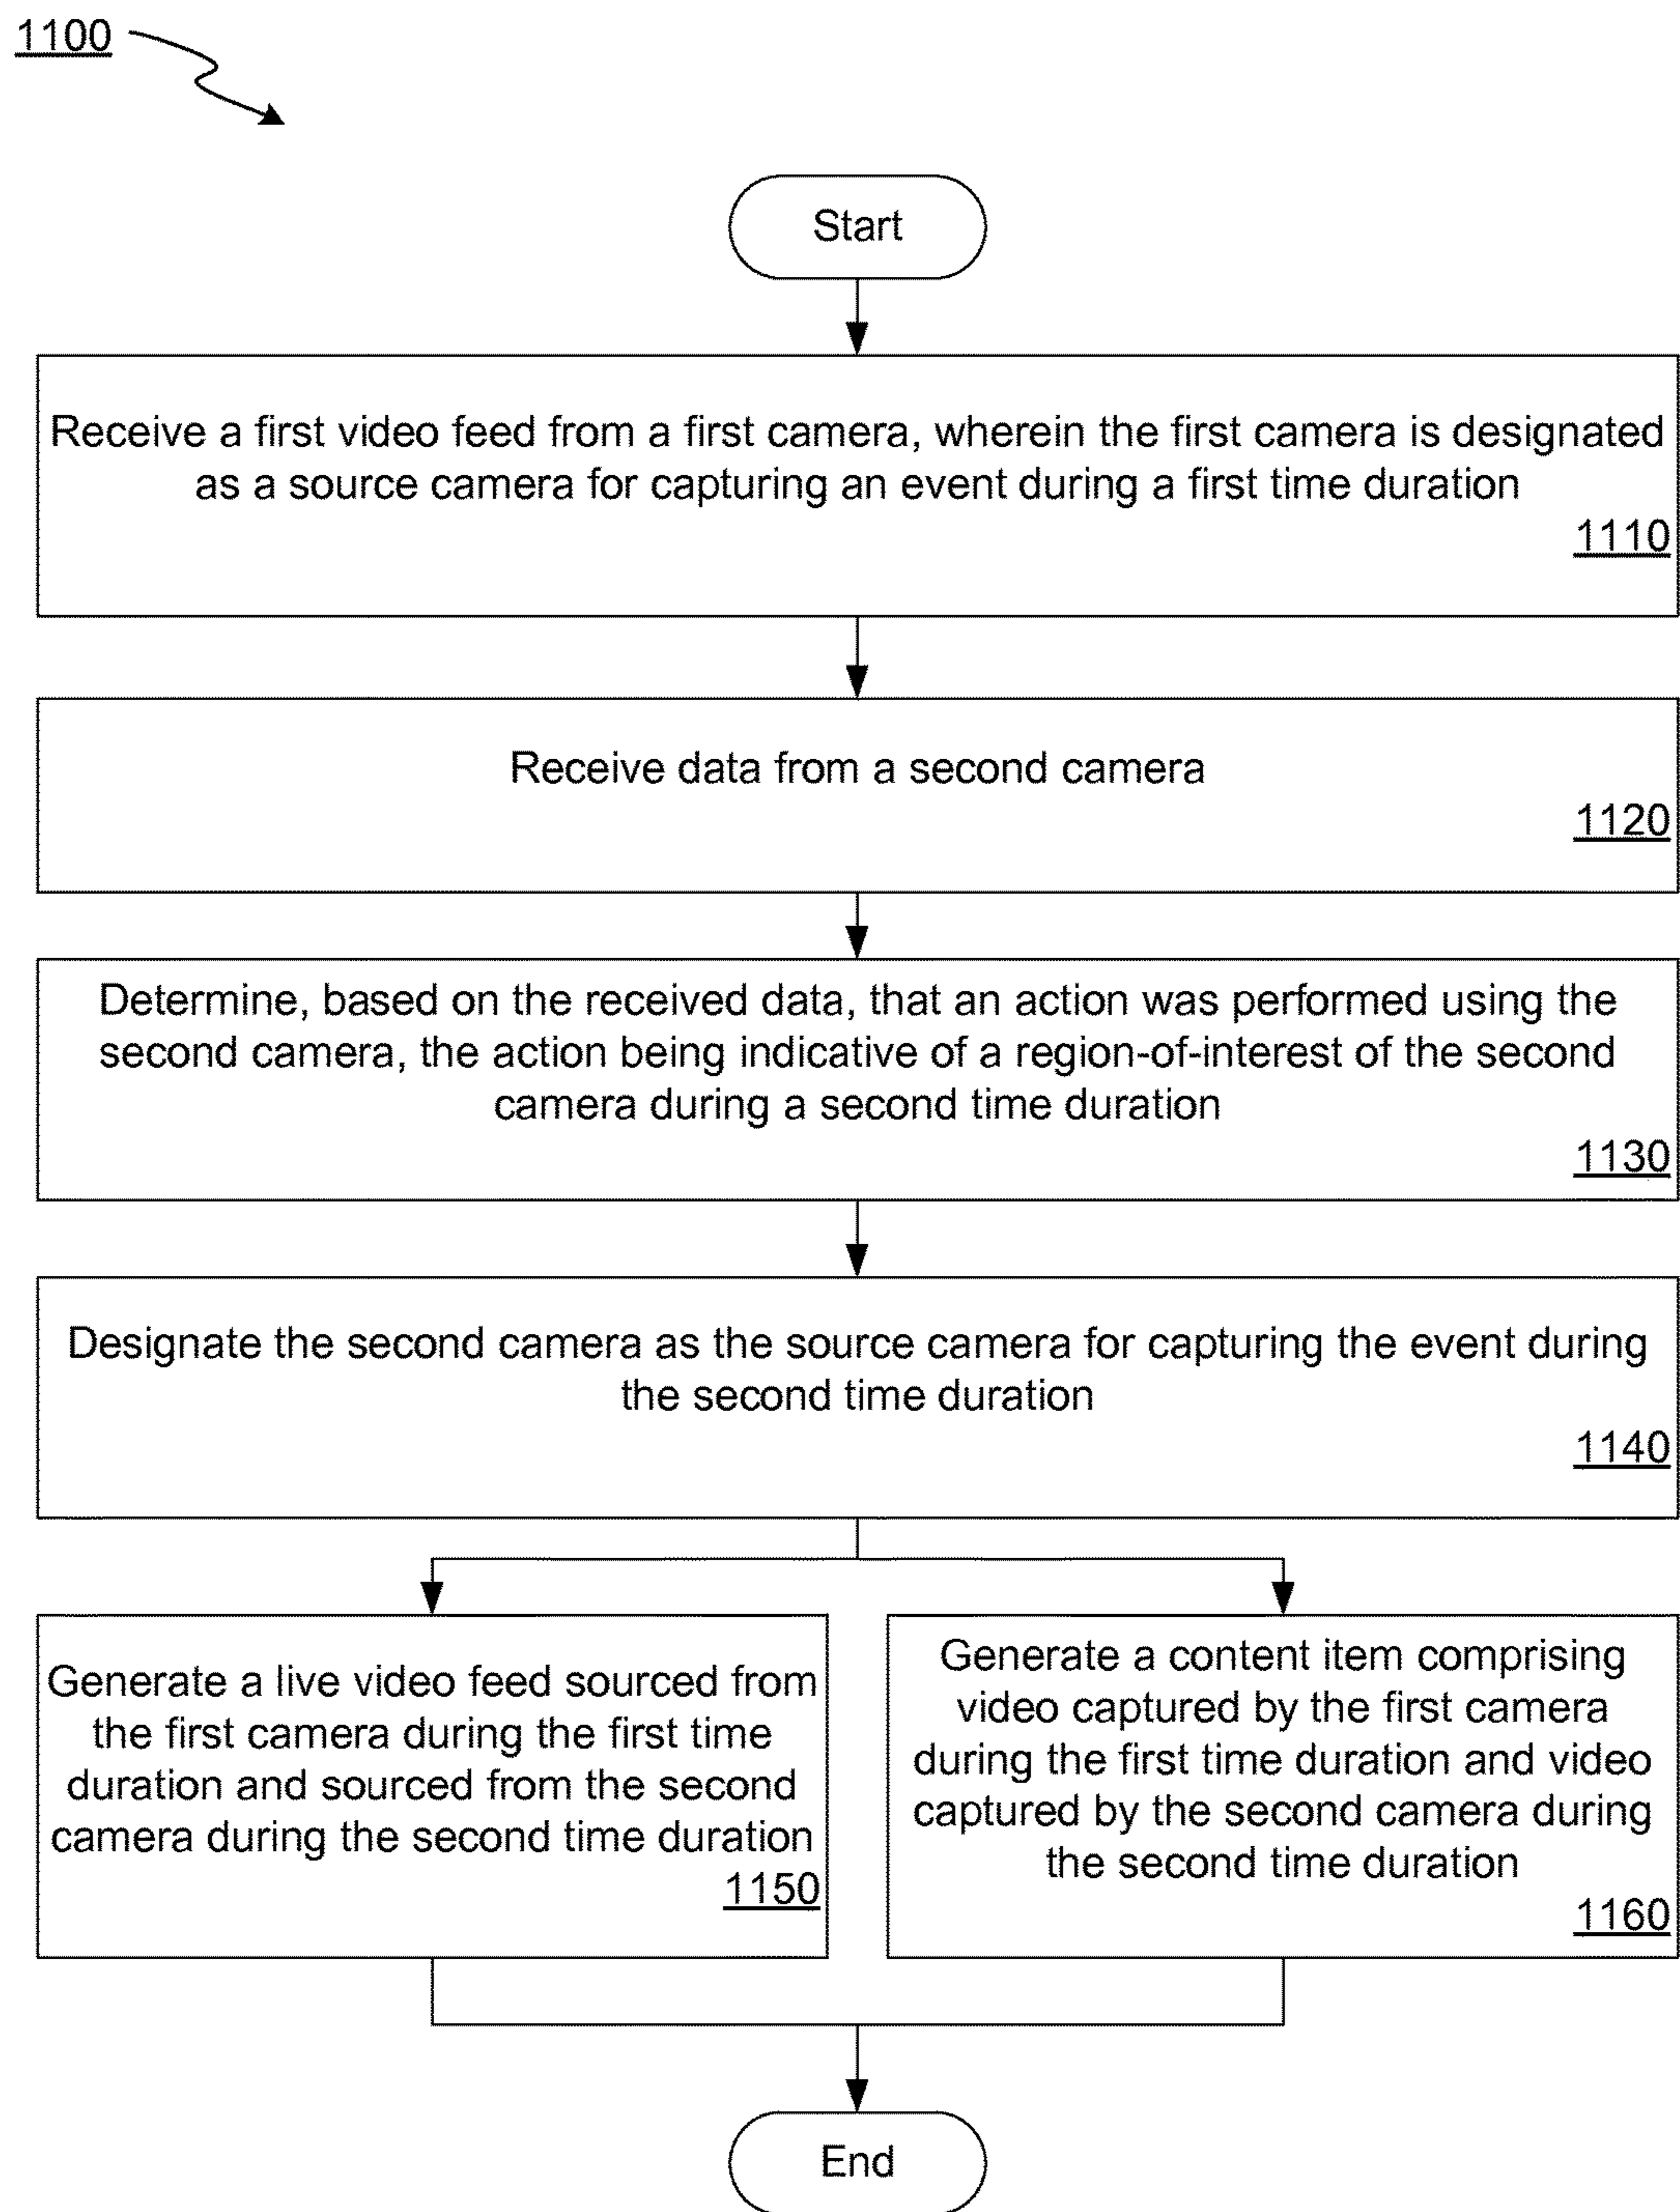 1100
Start
Receive a first video feed from a first camera, wherein the first camera is designated
as a source camera for capturing an event during a first time duration
1110
Receive data from a second camera
1120
Determine, based on the received data, that an action was performed using the
second camera, the action being indicative of a region-of-interest of the second
camera during a second time duration
1130
Designate the second camera as the source camera for capturing the event during
the second time duration
1140
Generate a live video feed sourced from
the first camera during the first time
duration and sourced from the second
camera during the second time duration
1150
Generate a content item comprising
video captured by the first camera
during the first time duration and video
captured by the second camera during
the second time duration
1160
End